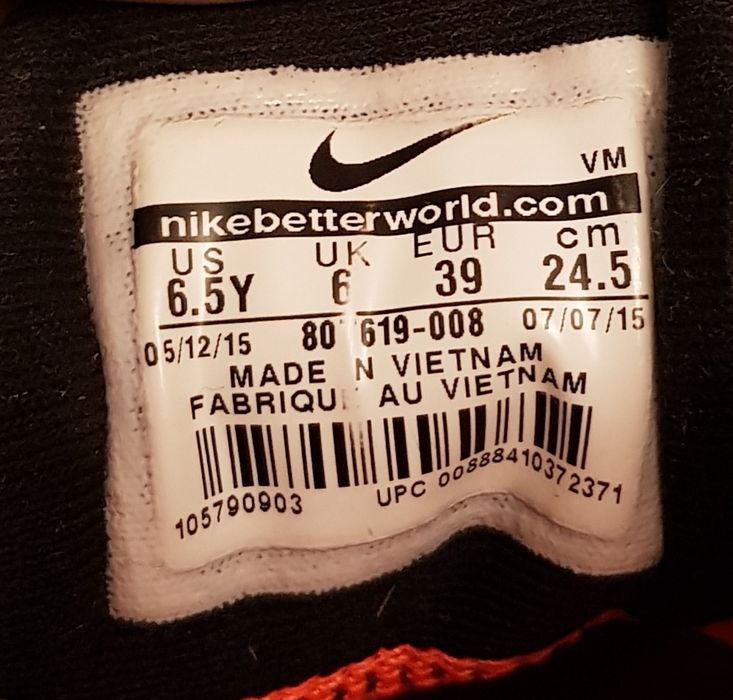 VM
nikebetterworld.com
US UK EUR cm
6.5Y 6 39 24.5
05/12/15 07/07/15
MADE N VIETNAM
FABRIQU AU VIETNAM
105790903 UPC 00888410372371